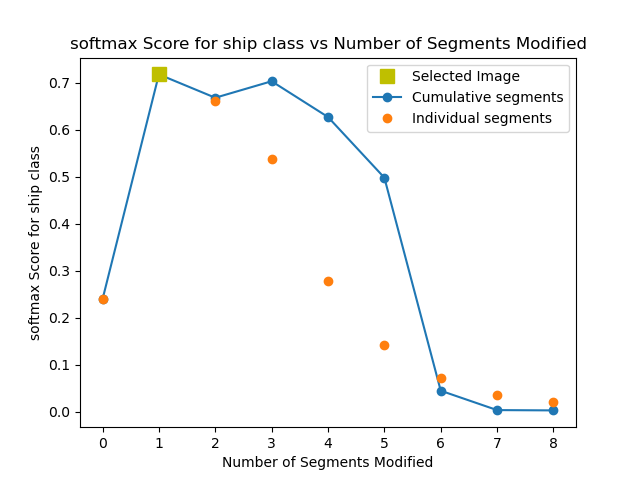 softmax Score for ship class vs Number of Segments Modified
Selected Image
Cumulative segments
Individual segments
softmax Score for ship class
0.7
0.6
0.5
0.4
0.3
0.2
0.1
0.0
0 1 2 3 4 5 6 7 8
Number of Segments Modified